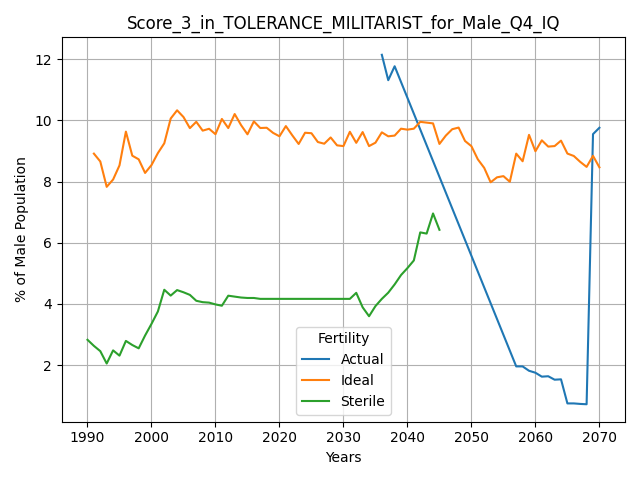 Score_3_in_TOLERANCE_MILITARIST_for_Male_Q4_IQ
12
10
8
6
4
2
% of Male Population
Fertility
Actual
Ideal
Sterile
1990 2000 2010 2020 2030 2040 2050 2060 2070
Years